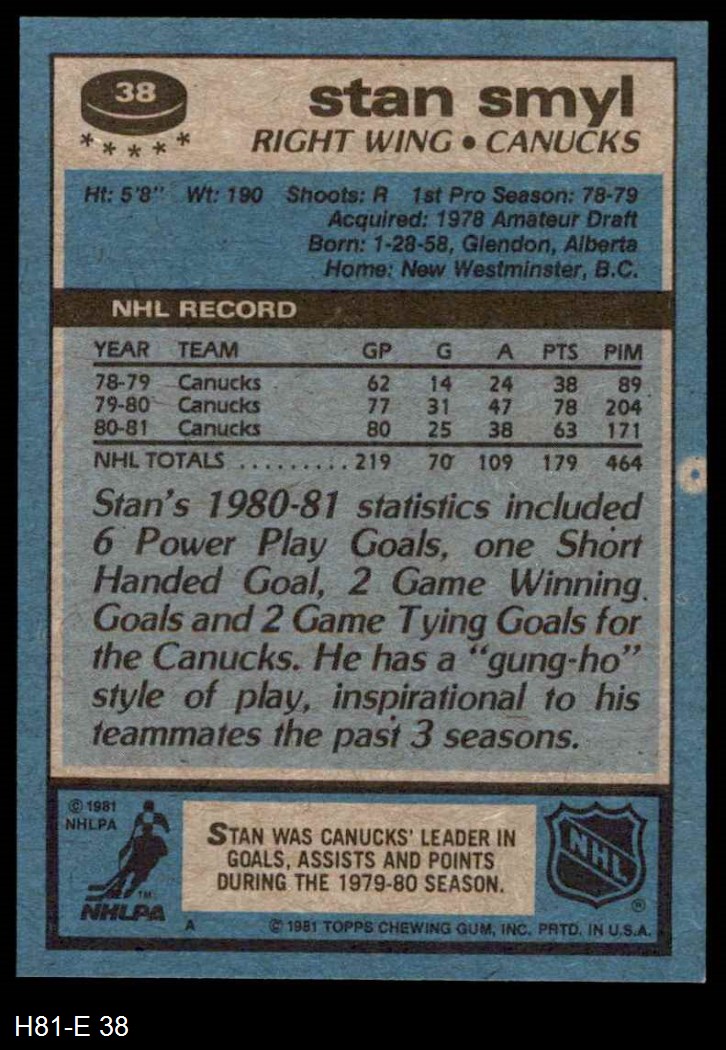 38
stan smyl
* * * * *
RIGHT WING • CANUCKS
Ht: 5'8" Wt: 190 Shoots: R 1st Pro Season: 78-79
Acquired: 1978 Amateur Draft
Born: 1-28-58, Glendon, Alberta
Home: New Westminster, B.C.
NHL RECORD
YEAR TEAM GP G A PTS PIM
78-79 Canucks 62 14 24 38 89
79-80 Canucks 77 31 47 78 204
80-81 Canucks 80 25 38 63 171
NHL TOTALS ......... 219 70 109 179 464
Stan's 1980-81 statistics included
6 Power Play Goals, one Short
Handed Goal, 2 Game Winning
Goals and 2 Game Tying Goals for
the Canucks. He has a "gung-ho"
style of play, inspirational to his
teammates the past 3 seasons.
© 1981
NHLPA
STAN WAS CANUCKS' LEADER IN
GOALS, ASSISTS AND POINTS
DURING THE 1979-80 SEASON.
NHL
®
TM
NHLPA
A © 1981 TOPPS CHEWING GUM, INC. PRTD. IN U.S.A.
H81-E 38